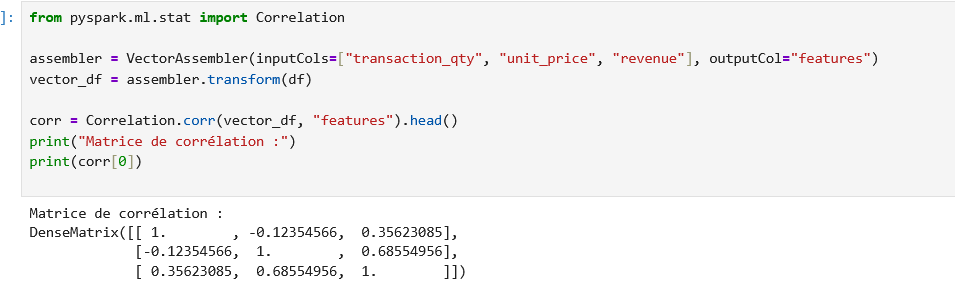 ]: from pyspark.ml.stat import Correlation
assembler = VectorAssembler(inputCols=["transaction_qty", "unit_price", "revenue"], outputCol="features")
vector_df = assembler.transform(df)
corr = Correlation.corr(vector_df, "features").head()
print("Matrice de corrélation :")
print(corr[0])
Matrice de corrélation :
DenseMatrix([[ 1.        , -0.12354566,  0.35623085],
             [-0.12354566,  1.        ,  0.68554956],
             [ 0.35623085,  0.68554956,  1.        ]])